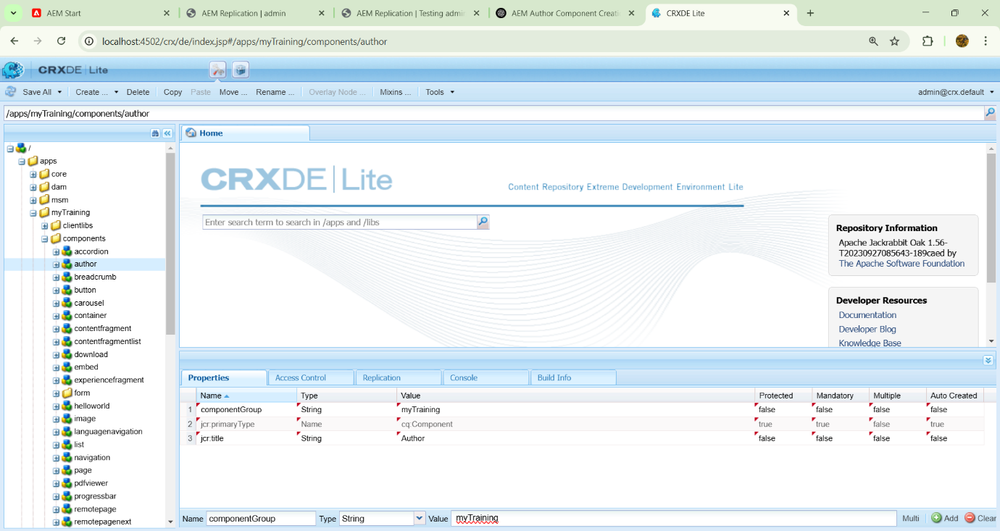 AEM Start
AEM Replication | admin
AEM Replication | Testing admi
AEM Author Component Creati
CRXDE Lite
localhost:4502/crx/de/index.jsp#/apps/myTraining/components/author
CRXDE | Lite
Save All Create ... Delete Copy Paste Move ... Rename ... Overlay Node ... Mixins ... Tools admin@crx.default
/apps/myTraining/components/author
/
apps
core
dam
msm
myTraining
clientlibs
components
accordion
author
breadcrumb
button
carousel
container
contentfragment
contentfragmentlist
download
embed
experiencefragment
form
helloworld
image
languagenavigation
list
navigation
page
pdfviewer
progressbar
remotepage
remotepagenext
Home
CRXDE | Lite
Content Repository Extreme Development Environment Lite
Enter search term to search in /apps and /libs
Repository Information
Apache Jackrabbit Oak 1.56-
T20230927085643-189caed by
The Apache Software Foundation
Developer Resources
Documentation
Developer Blog
Knowledge Base
Properties Access Control Replication Console Build Info
Name Type Value Protected Mandatory Multiple Auto Created
1 componentGroup String myTraining false false false false
2 jcr:primaryType Name cq:Component true true false true
3 jcr:title String Author false false false false
Name componentGroup Type String Value myTraining Multi Add Clear